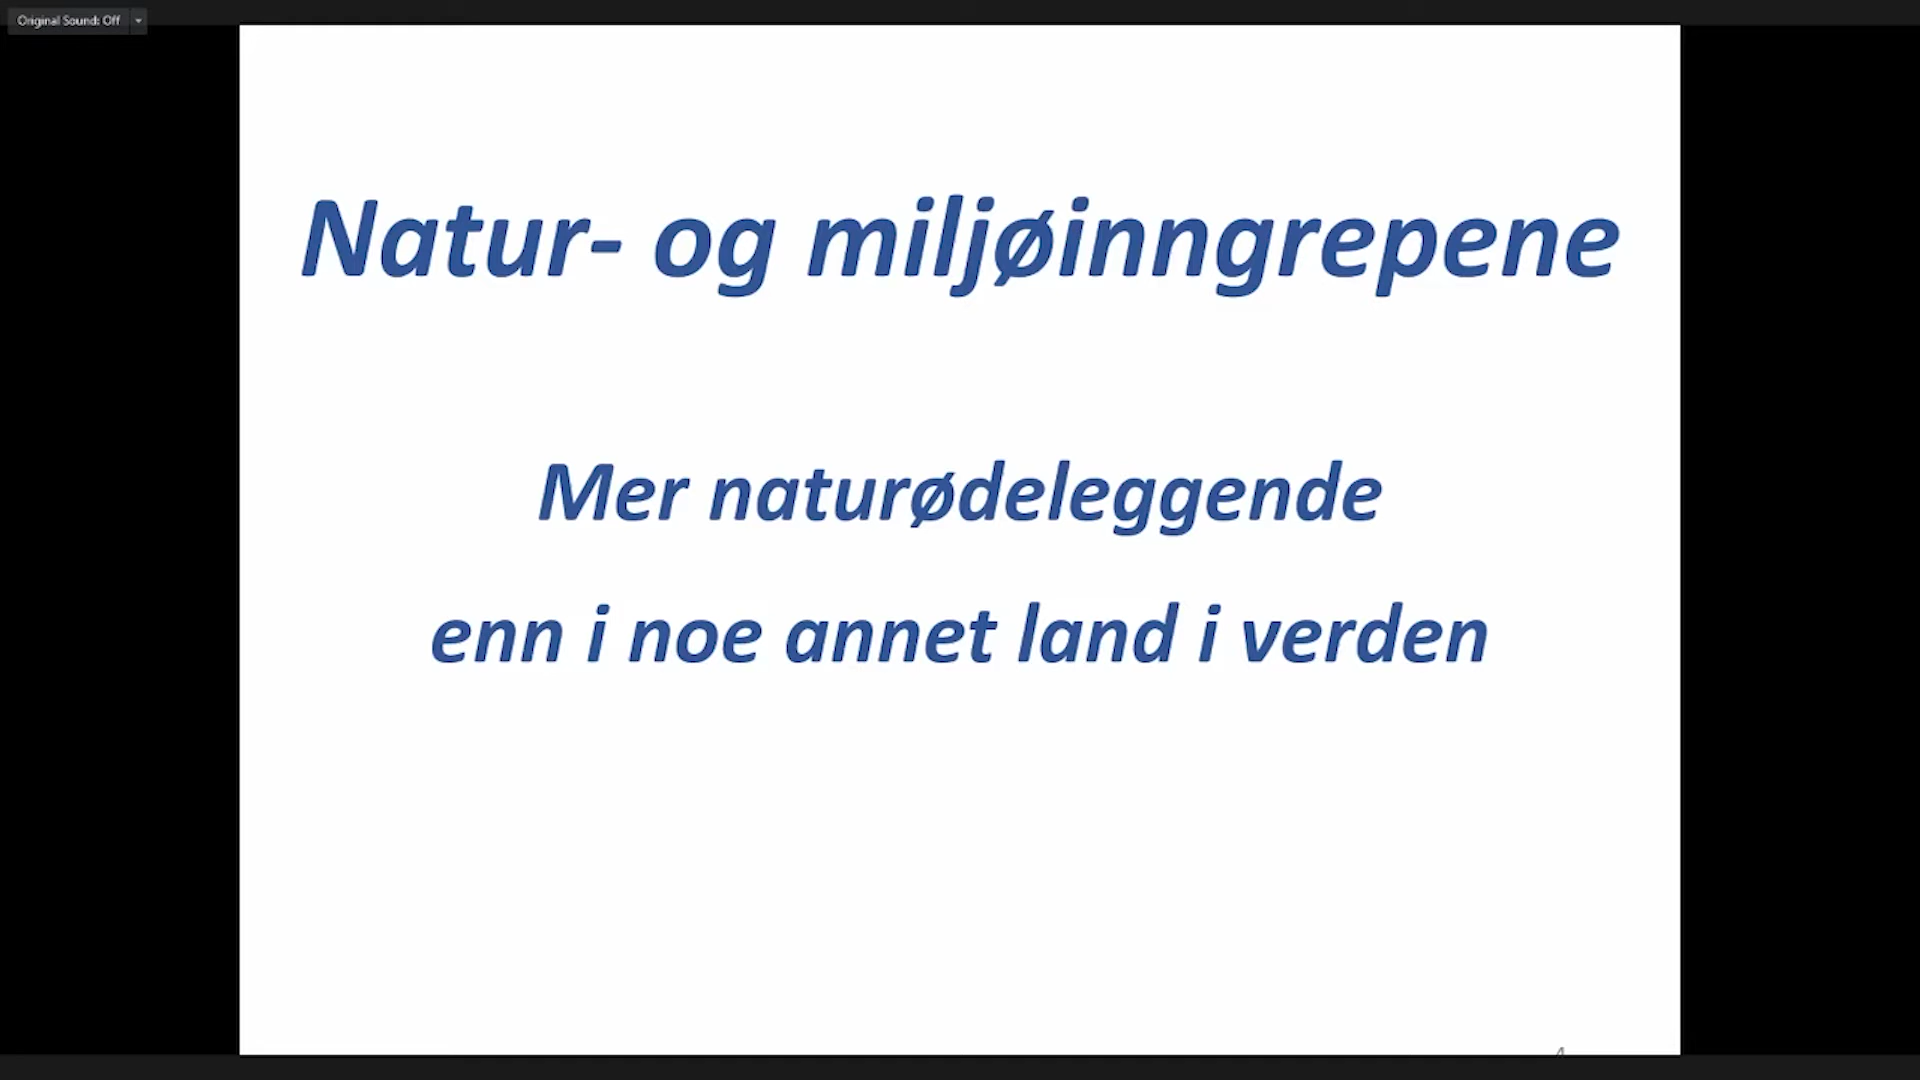 Original Sound: Off
Natur- og miljøinngrepene
Mer naturødeleggende
enn i noe annet land i verden